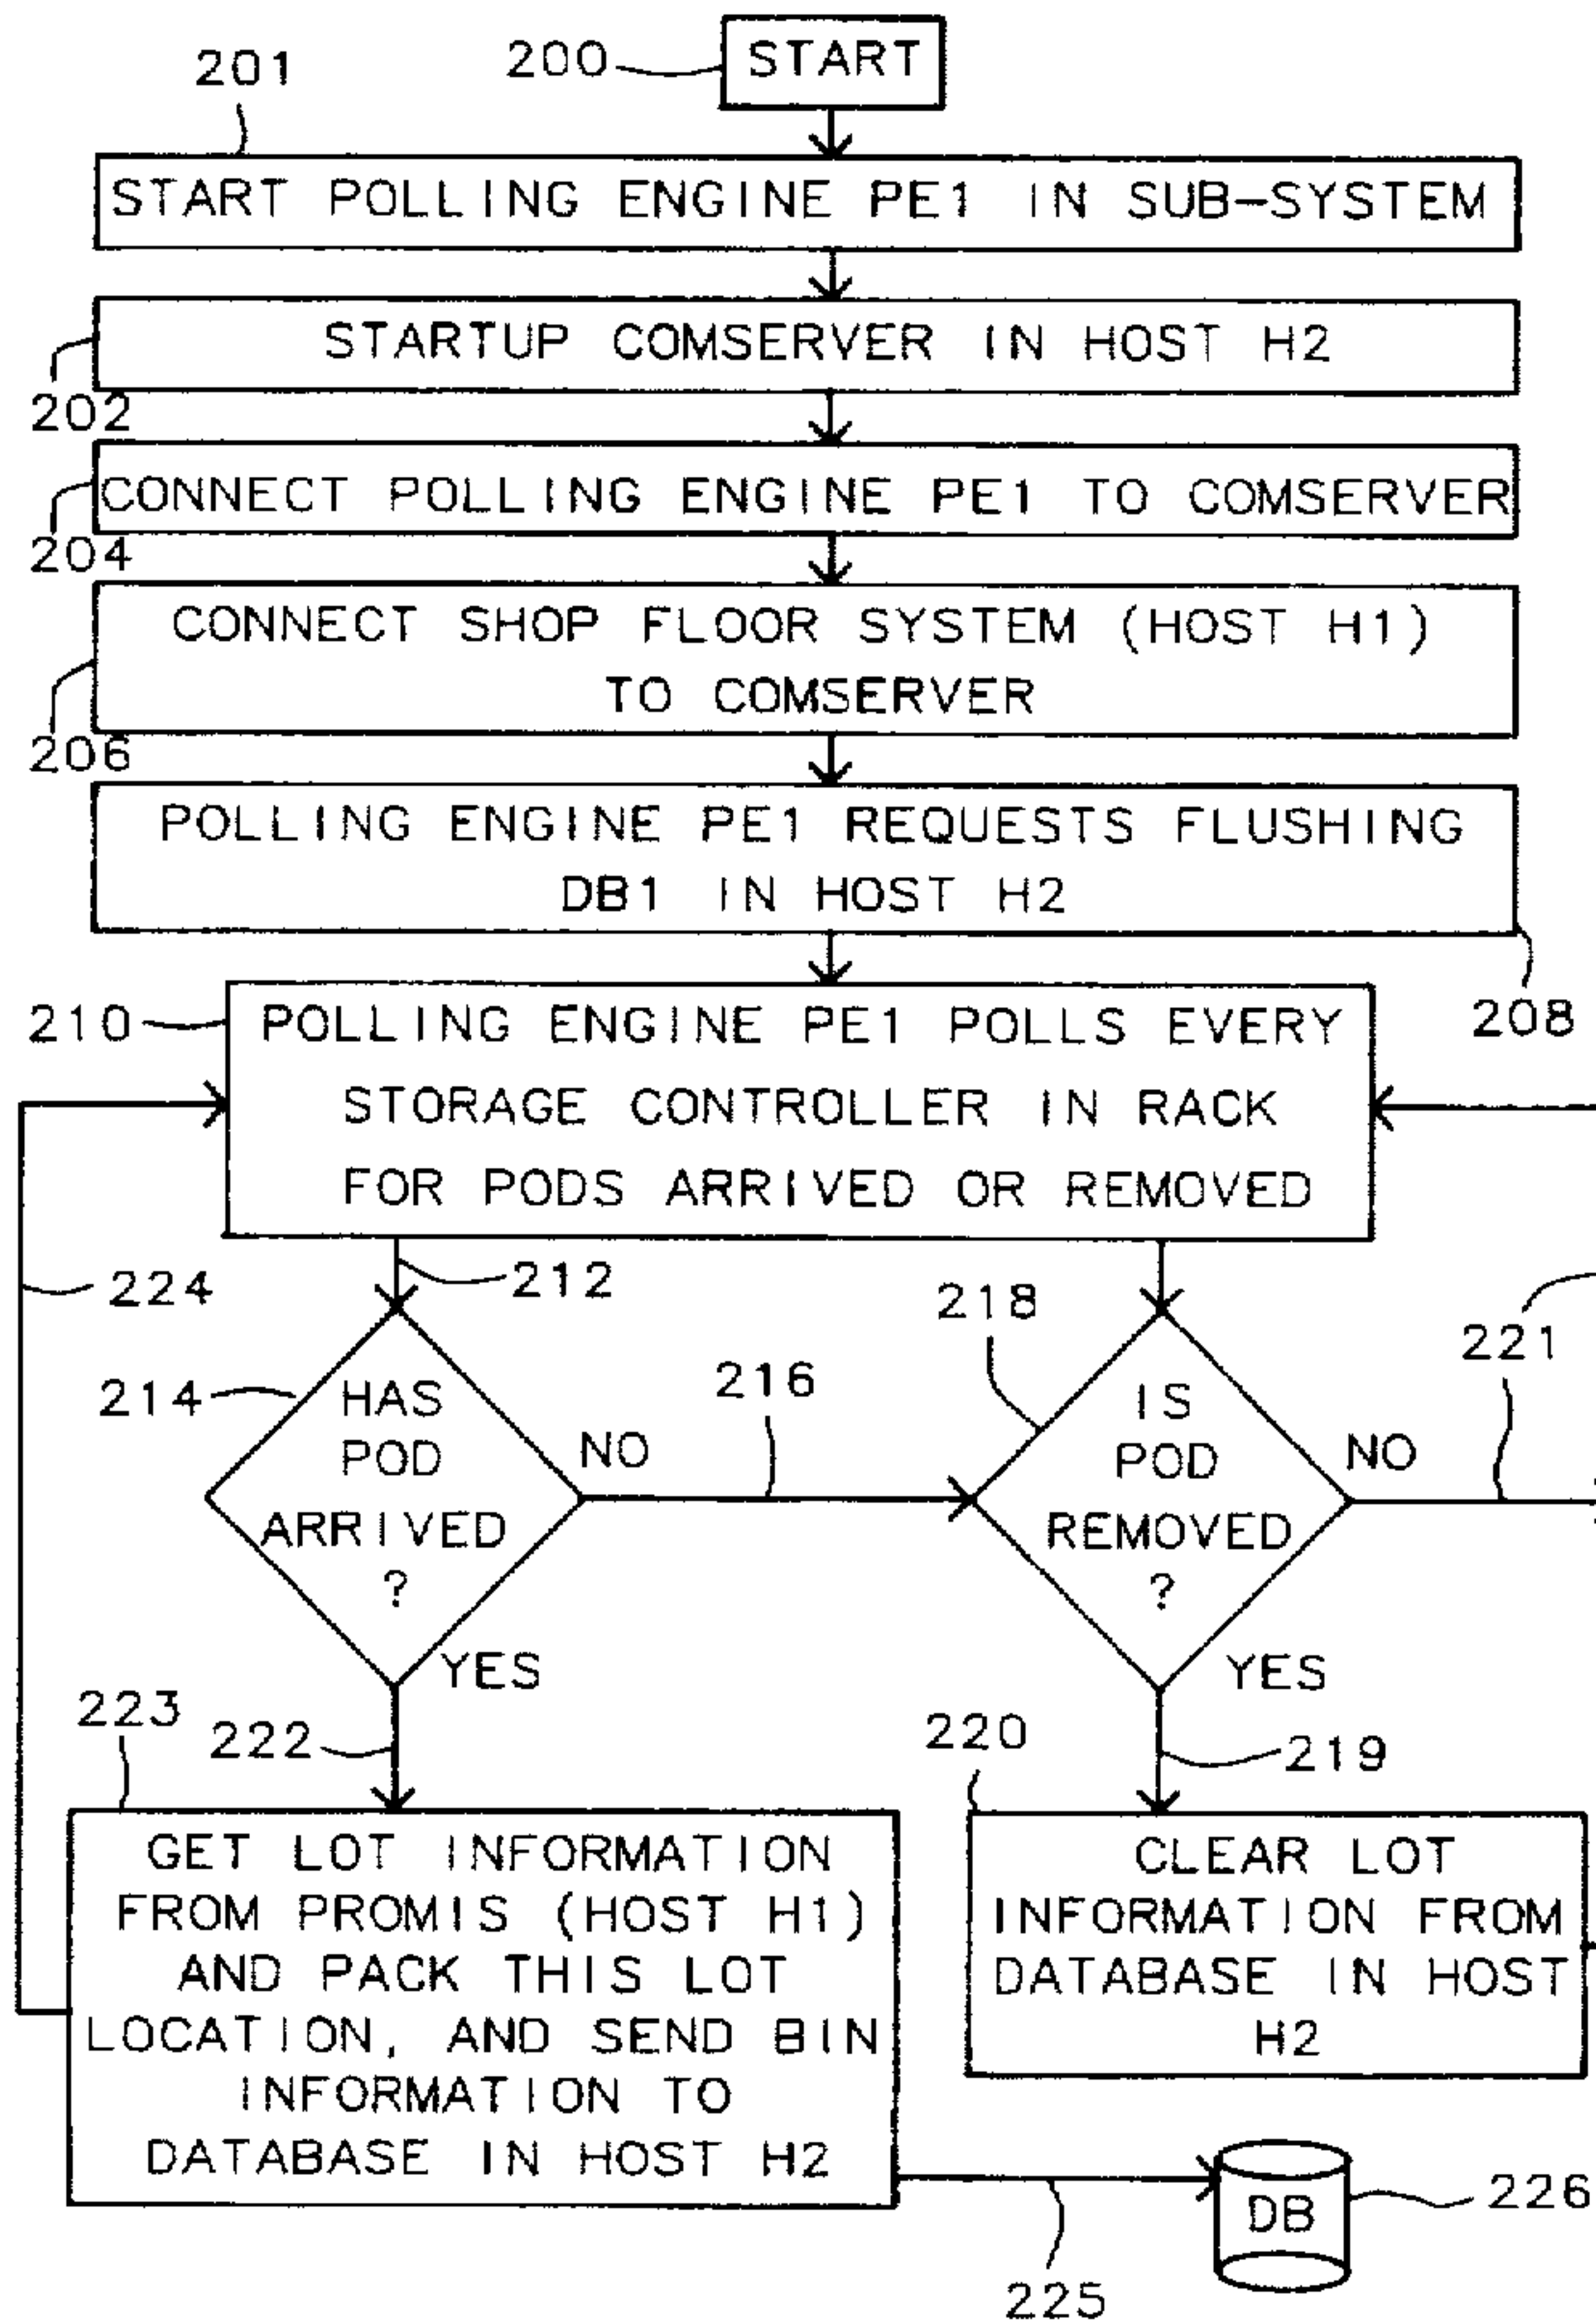 200
START
201
START POLLING ENGINE PE1 IN SUB-SYSTEM
STARTUP COMSERVER IN HOST H2
202
CONNECT POLLING ENGINE PE1 TO COMSERVER
204
CONNECT SHOP FLOOR SYSTEM (HOST H1)
TO COMSERVER
206
POLLING ENGINE PE1 REQUESTS FLUSHING
DB1 IN HOST H2
208
210
POLLING ENGINE PE1 POLLS EVERY
STORAGE CONTROLLER IN RACK
FOR PODS ARRIVED OR REMOVED
224
212
218
221
214
HAS
POD
ARRIVED
?
NO
216
IS
POD
REMOVED
?
NO
YES
YES
223
222
220
219
GET LOT INFORMATION
FROM PROMIS (HOST H1)
AND PACK THIS LOT
LOCATION, AND SEND BIN
INFORMATION TO
DATABASE IN HOST H2
CLEAR LOT
INFORMATION FROM
DATABASE IN HOST
H2
DB
226
225